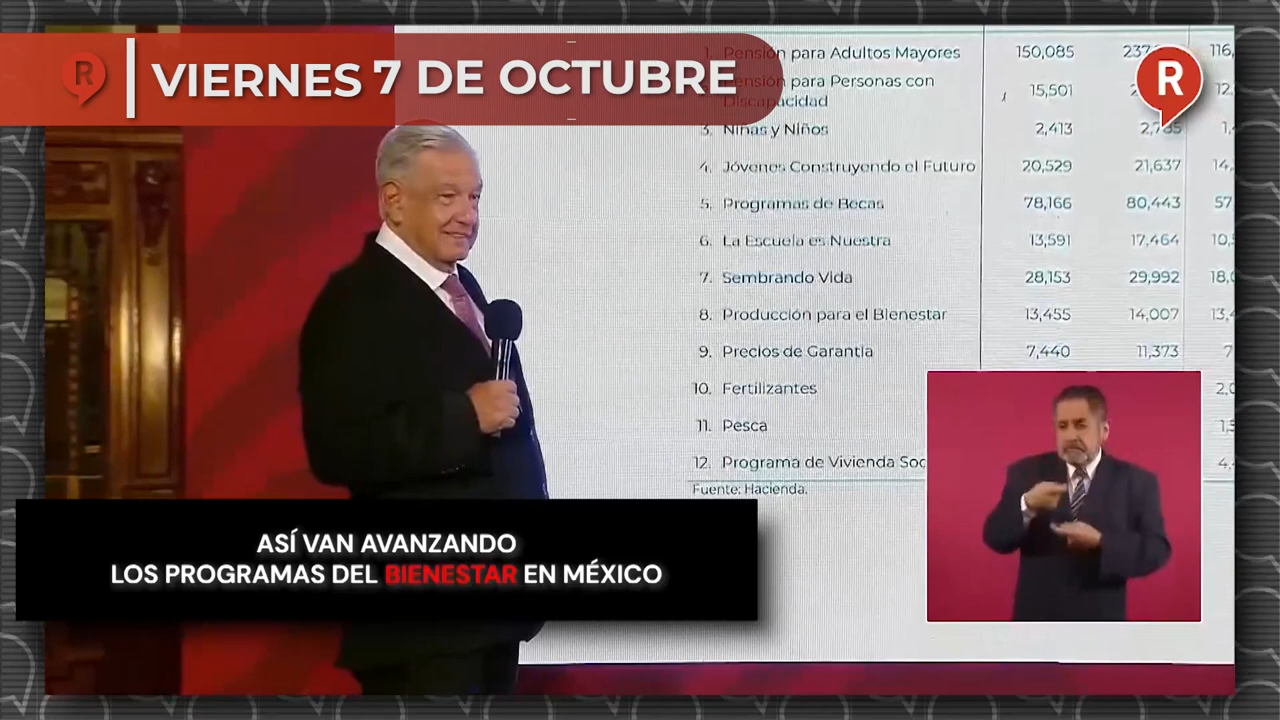 R
VIERNES 7 DE OCTUBRE
R
1. Pensión para Adultos Mayores 150,085
Pensión para Personas con
Discapacidad 15,501
3. Niñas y Niños 2,413
4. Jóvenes Construyendo el Futuro 20,529 21,637
5. Programas de Becas 78,166 80,443
6. La Escuela es Nuestra 13,591 17,464
7. Sembrando Vida 28,153 29,992
8. Producción para el Bienestar 13,455 14,007
9. Precios de Garantía 7,440 11,373
10. Fertilizantes
11. Pesca
12. Programa de Vivienda Soc
Fuente: Hacienda.
ASÍ VAN AVANZANDO
LOS PROGRAMAS DEL BIENESTAR EN MÉXICO